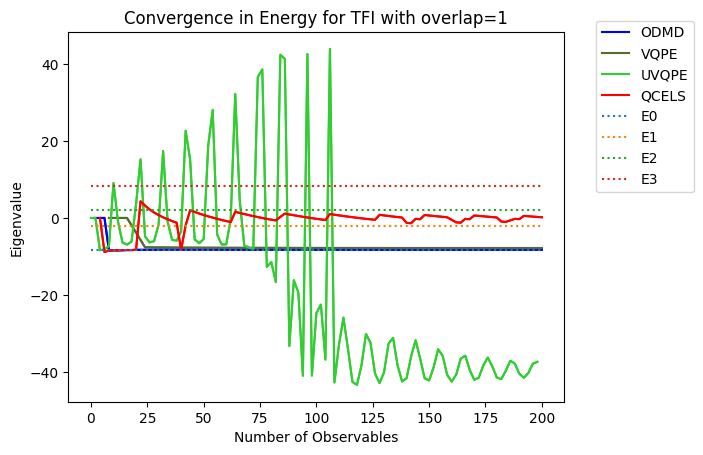 Convergence in Energy for TFI with overlap=1
ODMD
VQPE
UVQPE
QCELS
E0
E1
E2
E3
40
20
0
−20
−40
Eigenvalue
0
25
50
75
100
125
150
175
200
Number of Observables